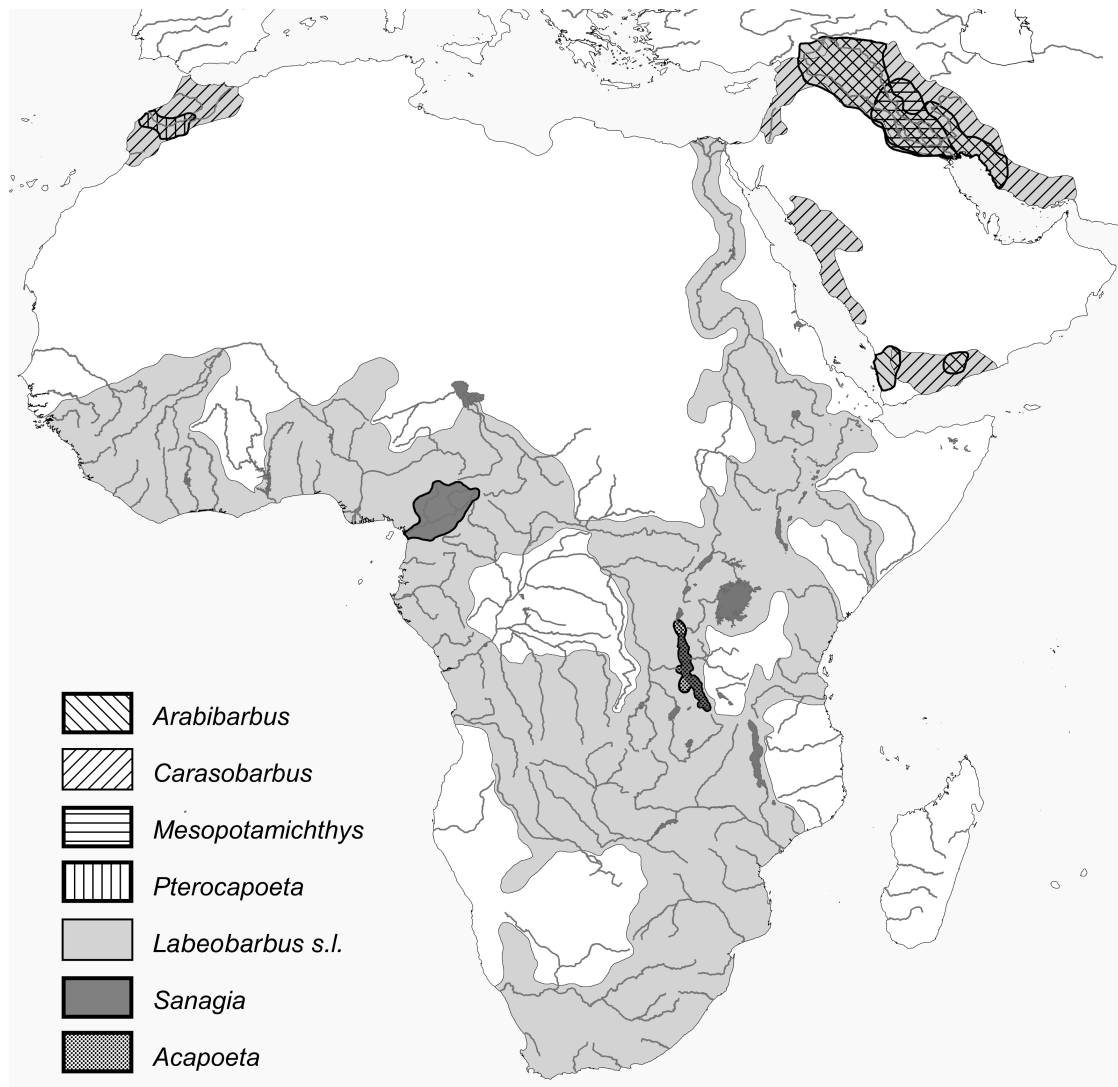 Arabibarbus
Carasobarbus
Mesopotamichthys
Pterocapoeta
Labeobarbus s.l.
Sanagia
Acapoeta